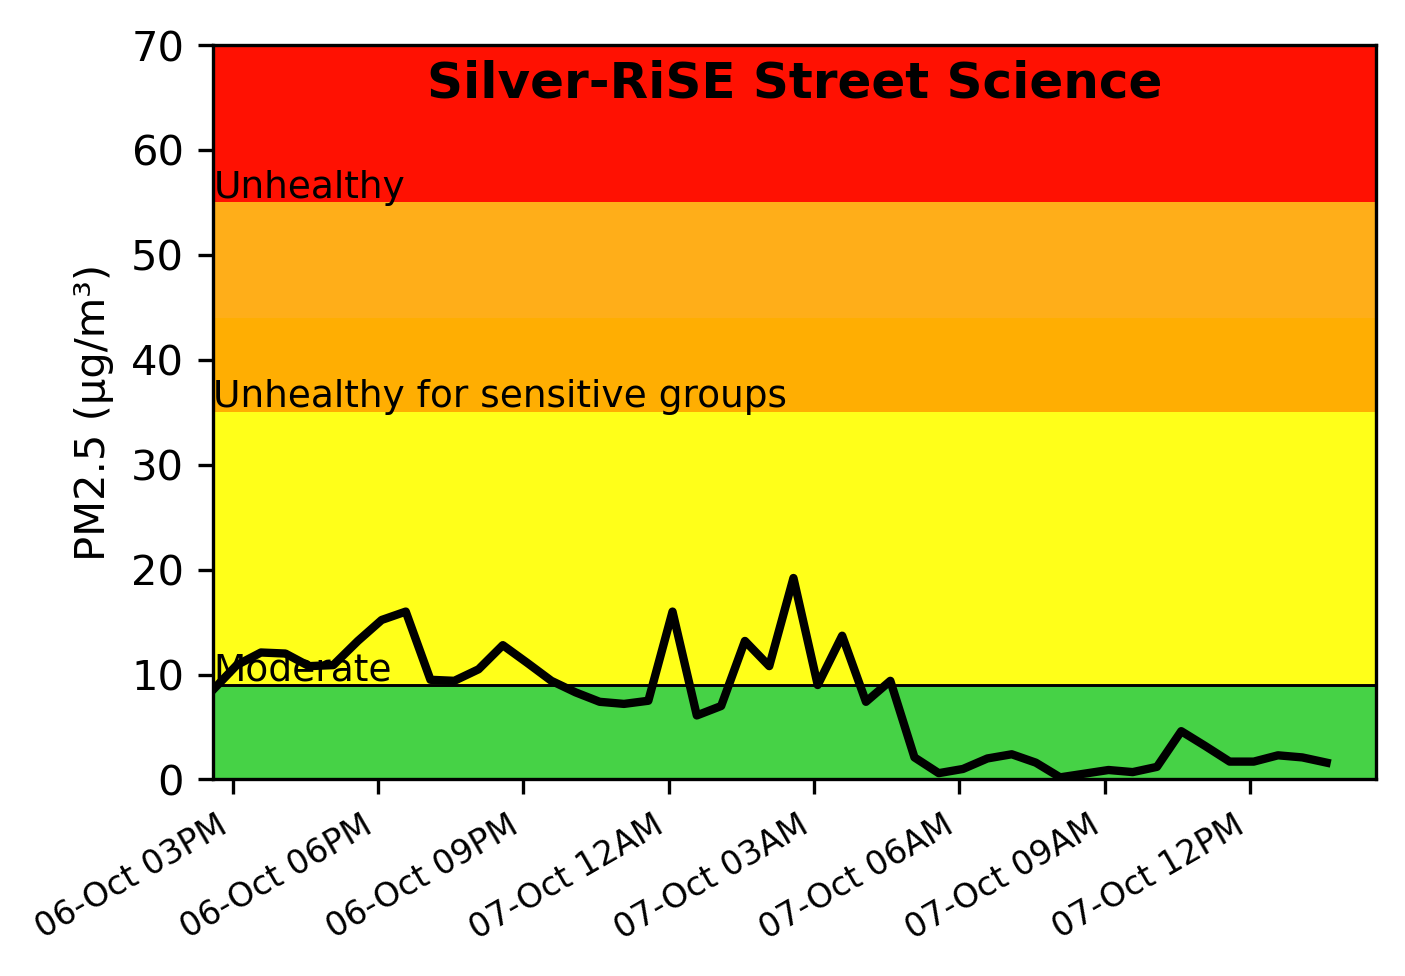 Silver-RiSE Street Science
70
60
Unhealthy
50
40
Unhealthy for sensitive groups
30
20
Moderate
10
0
PM2.5 (µg/m³)
06-Oct 03PM
06-Oct 06PM
06-Oct 09PM
07-Oct 12AM
07-Oct 03AM
07-Oct 06AM
07-Oct 09AM
07-Oct 12PM